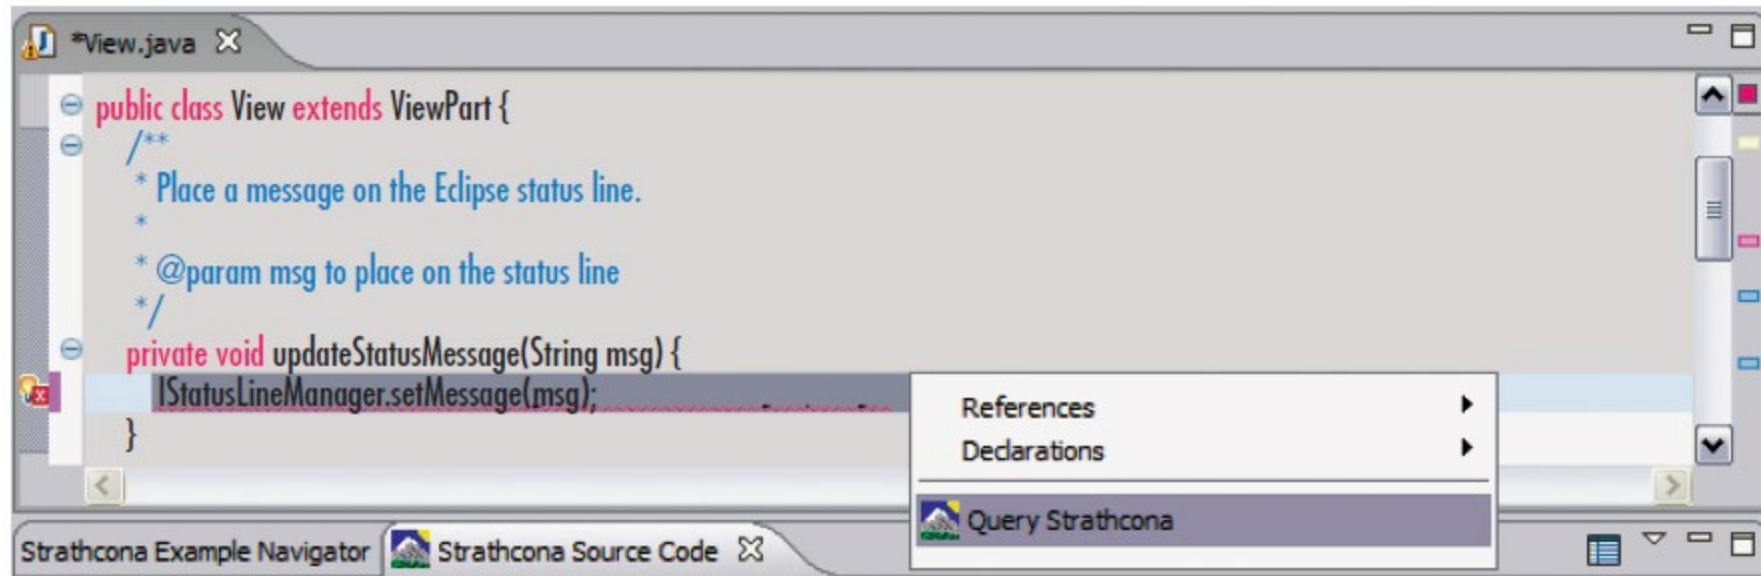 *View.java
public class View extends ViewPart {
/**
* Place a message on the Eclipse status line.
*
* @param msg to place on the status line
*/
private void updateStatusMessage(String msg) {
IStatusLineManager.setMessage(msg);
}
References
Declarations
Query Strathcona
Strathcona Example Navigator
Strathcona Source Code